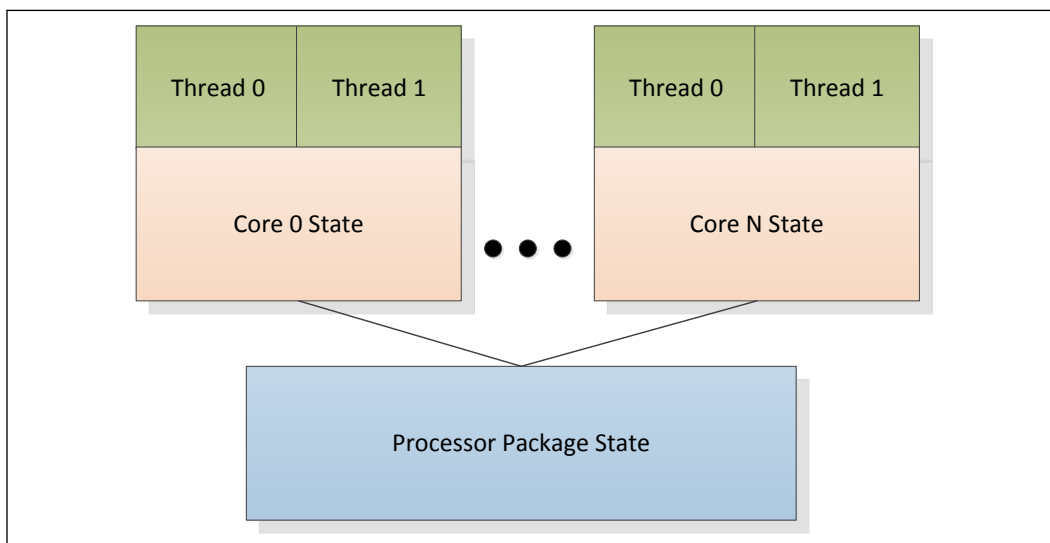 Thread 0 Thread 1 Thread 0 Thread 1
Core 0 State Core N State
Processor Package State